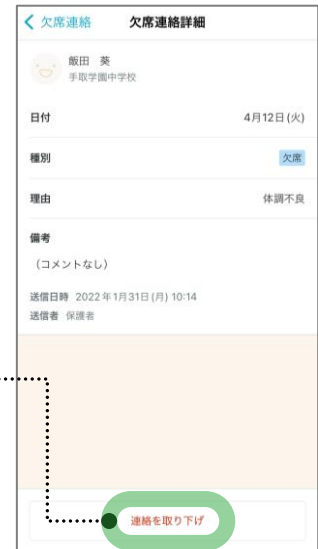 欠席連絡 欠席連絡詳細
飯田 葵
手取学園中学校
日付 4月12日(火)
種別 欠席
理由 体調不良
備考
(コメントなし)
送信日時 2022年1月31日(月) 10:14
送信者 保護者
連絡を取り下げ